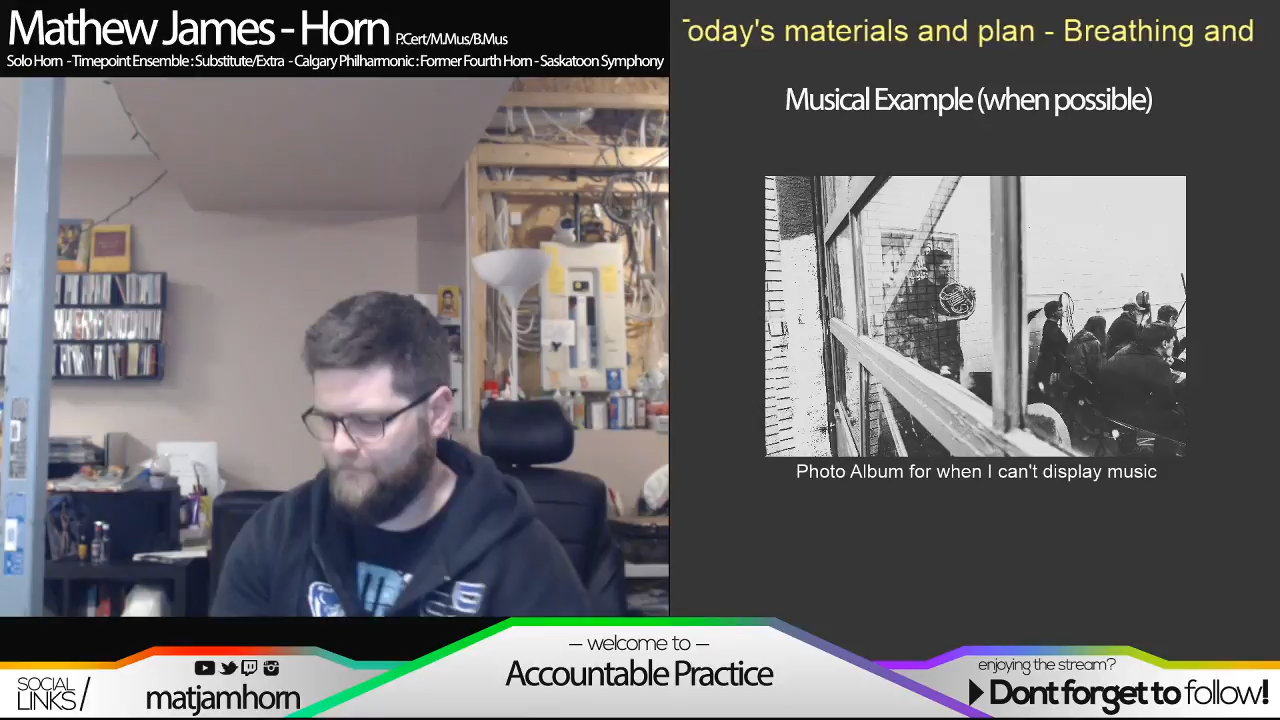 Mathew James - Horn P.Cert/M.Mus/B.Mus
Solo Horn - Timepoint Ensemble : Substitute/Extra - Calgary Philharmonic : Former Fourth Horn - Saskatoon Symphony
oday's materials and plan - Breathing and
Musical Example (when possible)
Photo Album for when I can't display music
SOCIAL
LINKS
matjamhorn
— welcome to —
Accountable Practice
enjoying the stream?
Dont forget to follow!